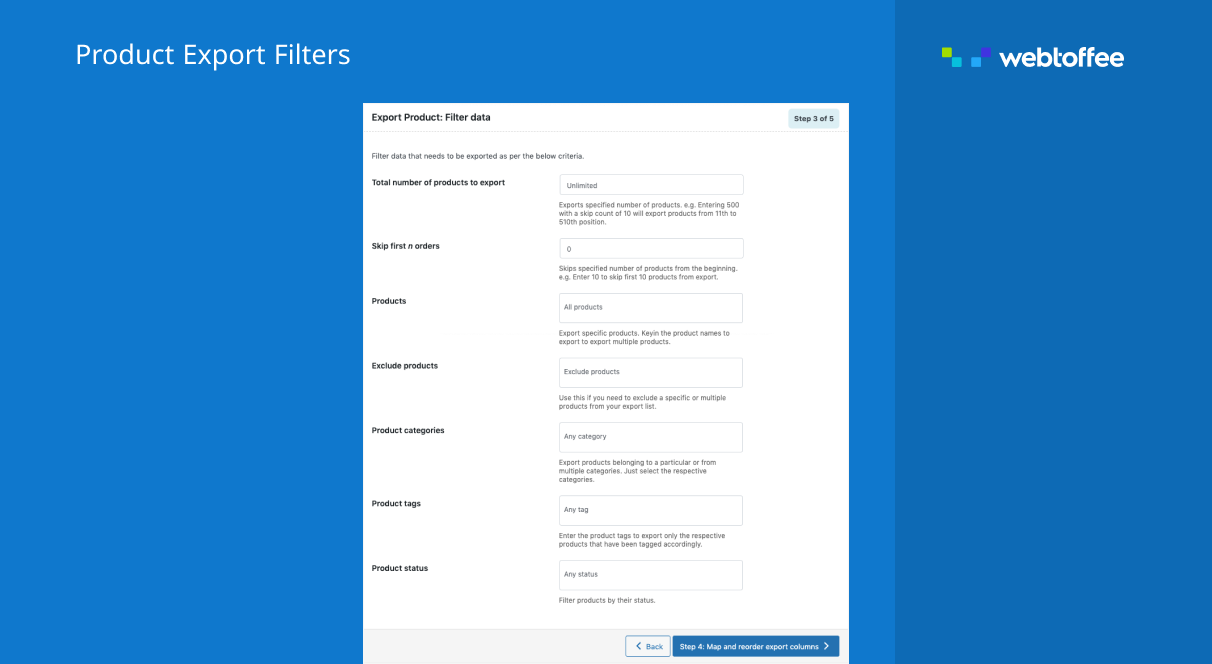 Product Export Filters
webtoffee
Export Product: Filter data
Step 3 of 5
Filter data that needs to be exported as per the below criteria.
Total number of products to export
Unlimited
Exports specified number of products. e.g. Entering 500
with a skip count of 10 will export products from 11th to
510th position.
Skip first n orders
0
Skips specified number of products from the beginning.
e.g. Enter 10 to skip first 10 products from export.
Products
All products
Export specific products. Keyin the product names to
export to export multiple products.
Exclude products
Exclude products
Use this if you need to exclude a specific or multiple
products from your export list.
Product categories
Any category
Export products belonging to a particular or from
multiple categories. Just select the respective
categories.
Product tags
Any tag
Enter the product tags to export only the respective
products that have been tagged accordingly.
Product status
Any status
Filter products by their status.
Back
Step 4: Map and reorder export columns